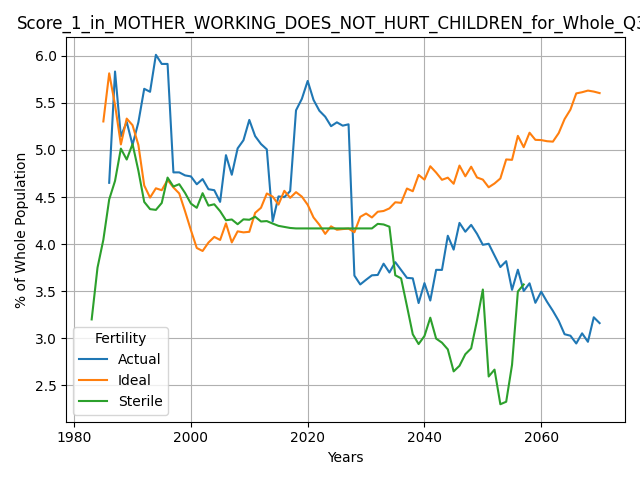 Score_1_in_MOTHER_WORKING_DOES_NOT_HURT_CHILDREN_for_Whole_Q3
% of Whole Population
6.0
5.5
5.0
4.5
4.0
3.5
3.0
2.5
Fertility
Actual
Ideal
Sterile
1980 2000 2020 2040 2060
Years